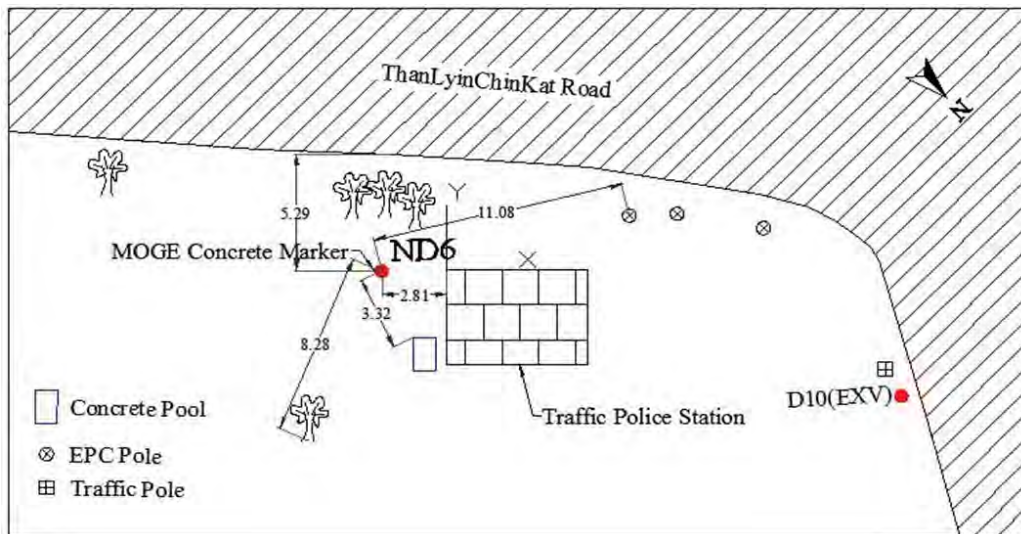 ThanLyinChinKat Road
N
5.29
Y
11.08
MOGE Concrete Marker
ND6
X
2.81
3.32
8.28
D10(EXV)
Concrete Pool
Traffic Police Station
EPC Pole
Traffic Pole